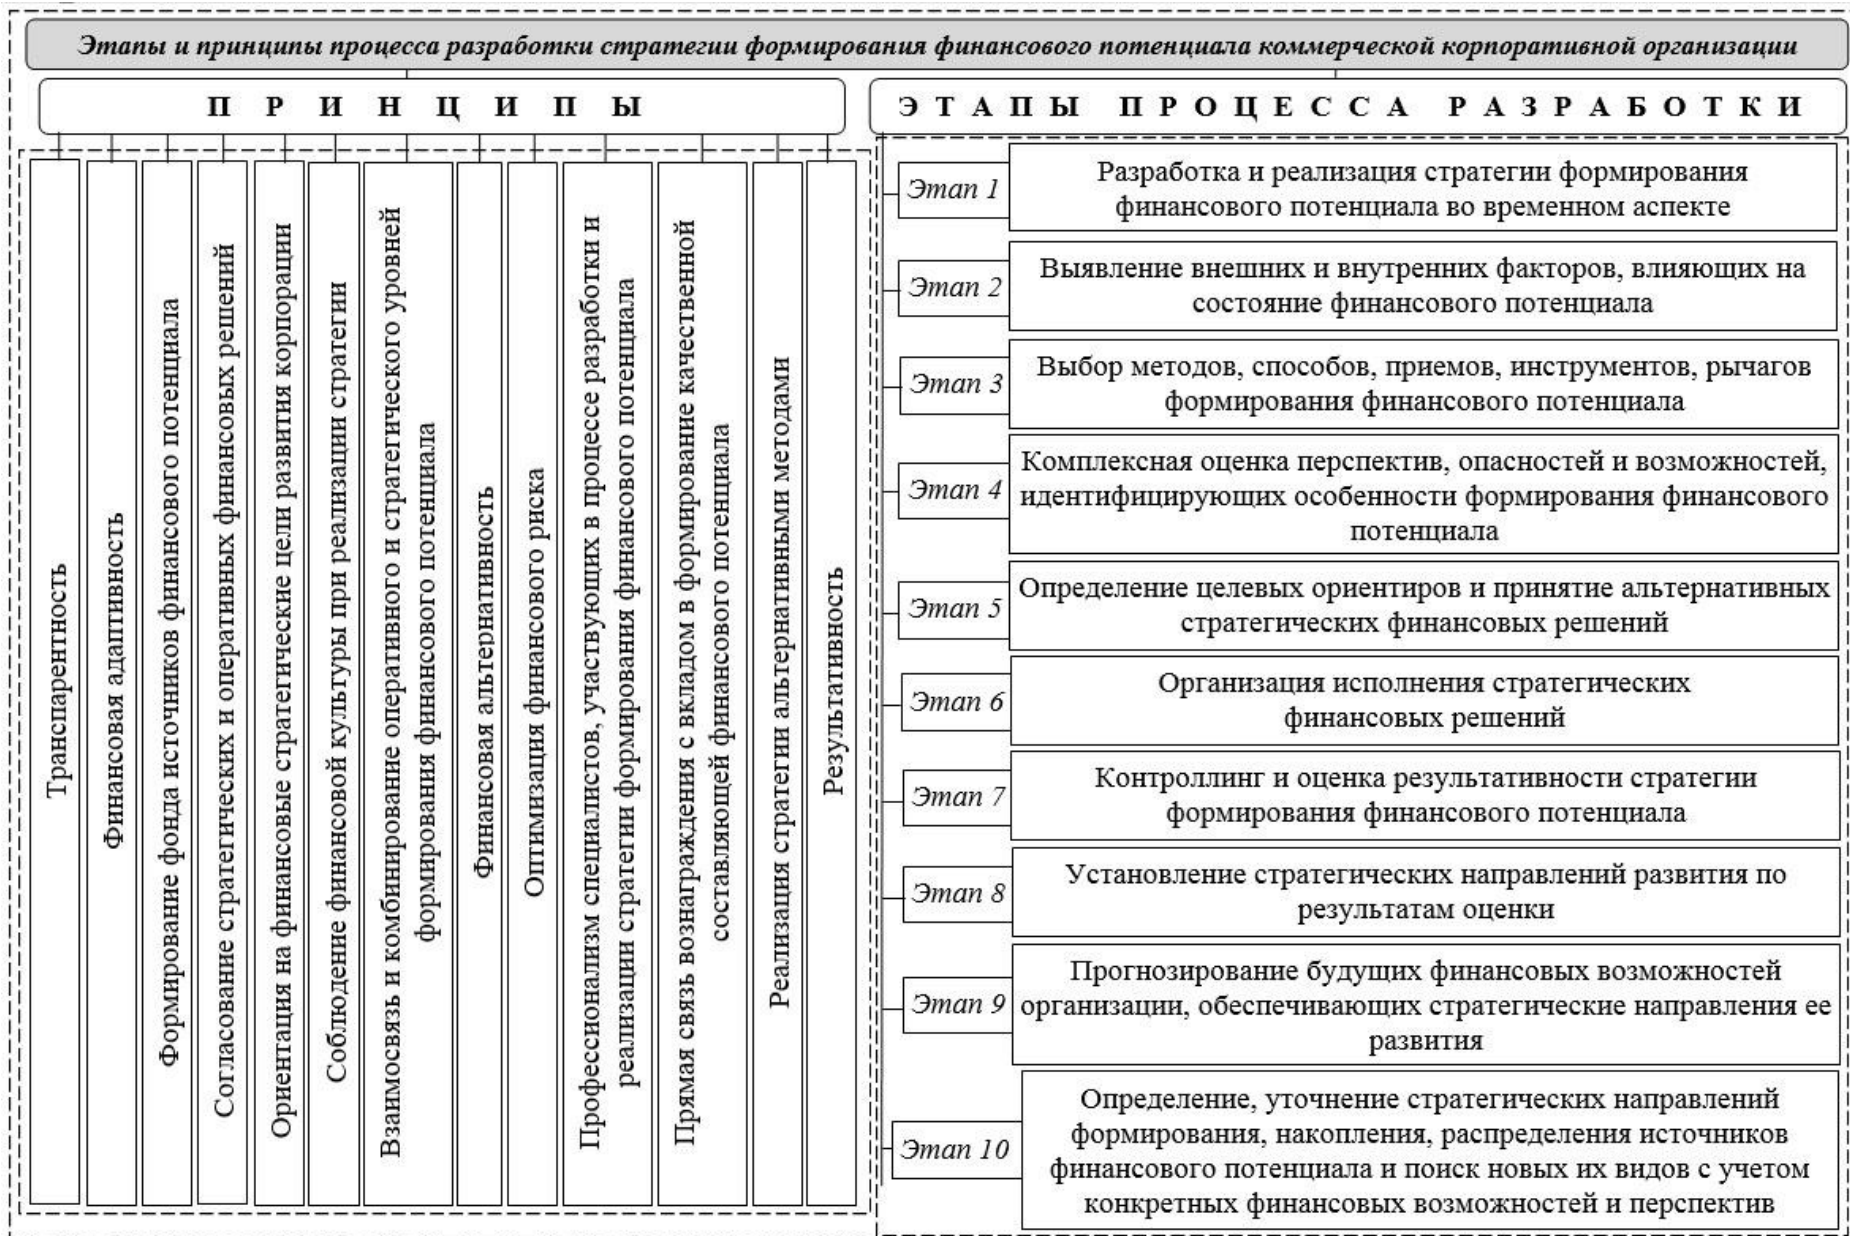 Этапы и принципы процесса разработки стратегии формирования финансового потенциала коммерческой корпоративной организации
ПРИНЦИПЫ
Транспарентность
Финансовая адаптивность
Формирование фонда источников финансового потенциала
Согласование стратегических и оперативных финансовых решений
Ориентация на финансовые стратегические цели развития корпорации
Соблюдение финансовой культуры при реализации стратегии
Взаимосвязь и комбинирование оперативного и стратегического уровней
формирования финансового потенциала
Финансовая альтернативность
Оптимизация финансового риска
Профессионализм специалистов, участвующих в процессе разработки и
реализации стратегии формирования финансового потенциала
Прямая связь вознаграждения с вкладом в формирование качественной
составляющей финансового потенциала
Реализация стратегии альтернативными методами
Результативность
ЭТАПЫ ПРОЦЕССА РАЗРАБОТКИ
Этап 1
Разработка и реализация стратегии формирования
финансового потенциала во временном аспекте
Этап 2
Выявление внешних и внутренних факторов, влияющих на
состояние финансового потенциала
Этап 3
Выбор методов, способов, приемов, инструментов, рычагов
формирования финансового потенциала
Этап 4
Комплексная оценка перспектив, опасностей и возможностей,
идентифицирующих особенности формирования финансового
потенциала
Этап 5
Определение целевых ориентиров и принятие альтернативных
стратегических финансовых решений
Этап 6
Организация исполнения стратегических
финансовых решений
Этап 7
Контроллинг и оценка результативности стратегии
формирования финансового потенциала
Этап 8
Установление стратегических направлений развития по
результатам оценки
Этап 9
Прогнозирование будущих финансовых возможностей
организации, обеспечивающих стратегические направления ее
развития
Этап 10
Определение, уточнение стратегических направлений
формирования, накопления, распределения источников
финансового потенциала и поиск новых их видов с учетом
конкретных финансовых возможностей и перспектив